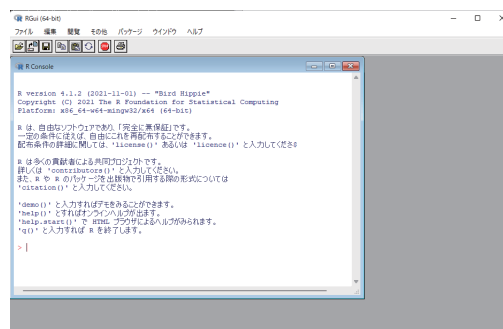 RGui (64-bit)
ファイル 編集 閲覧 その他 パッケージ ウインドウ ヘルプ
R Console
R version 4.1.2 (2021-11-01) -- "Bird Hippie"
Copyright (C) 2021 The R Foundation for Statistical Computing
Platform: x86_64-w64-mingw32/x64 (64-bit)
R は、自由なソフトウェアであり、「完全に無保証」です。
一定の条件に従えば、自由にこれを再配布することができます。
配布条件の詳細に関しては、'license()' あるいは 'licence()' と入力してくださ
R は多くの貢献者による共同プロジェクトです。
詳しくは 'contributors()' と入力してください。
また、R や R のパッケージを出版物で引用する際の形式については
'citation()' と入力してください。
'demo()' と入力すればデモをみることができます。
'help()' とすればオンラインヘルプが出ます。
'help.start()' で HTML ブラウザによるヘルプがみられます。
'q()' と入力すれば R を終了します。
>